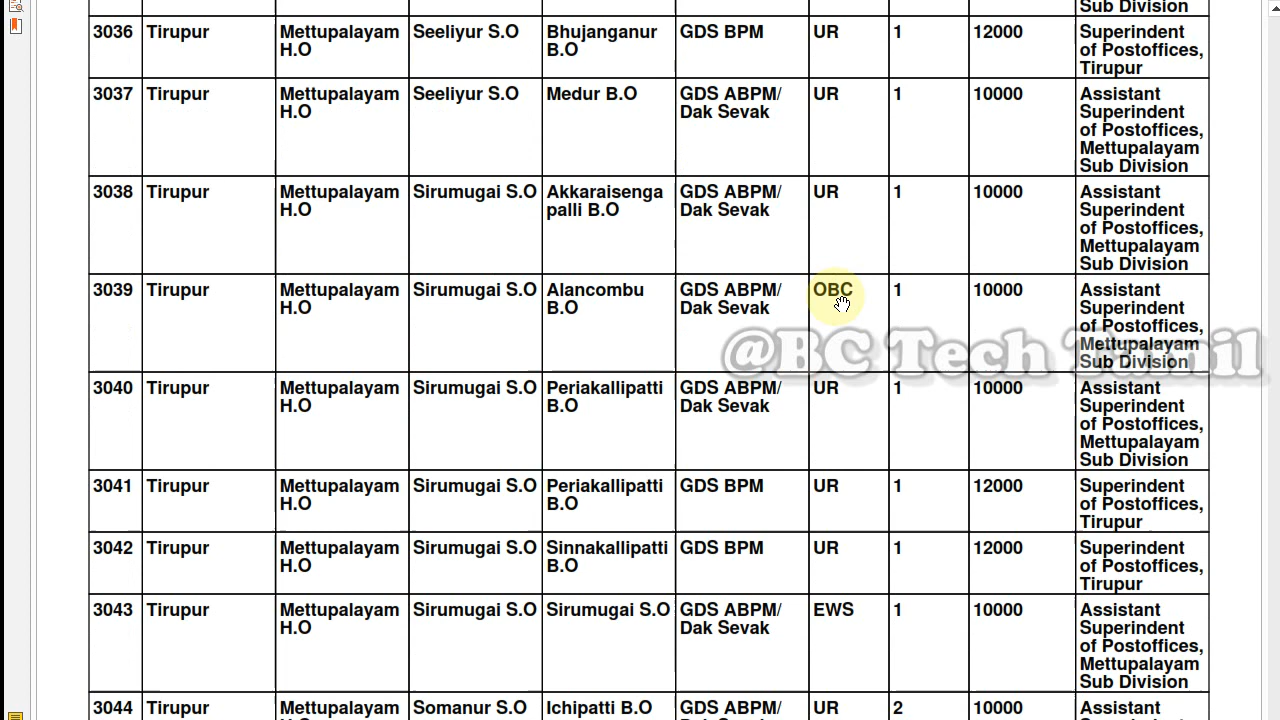 Sub Division
3036 Tirupur Mettupalayam Seeliyur S.O Bhujanganur GDS BPM UR 1 12000 Superindent
H.O B.O of Postoffices,
Tirupur
3037 Tirupur Mettupalayam Seeliyur S.O Medur B.O GDS ABPM/ UR 1 10000 Assistant
H.O Dak Sevak Superindent
of Postoffices,
Mettupalayam
Sub Division
3038 Tirupur Mettupalayam Sirumugai S.O Akkaraisenga GDS ABPM/ UR 1 10000 Assistant
H.O palli B.O Dak Sevak Superindent
of Postoffices,
Mettupalayam
Sub Division
3039 Tirupur Mettupalayam Sirumugai S.O Alancombu GDS ABPM/ OBC 1 10000 Assistant
H.O B.O Dak Sevak Superindent
of Postoffices,
Mettupalayam
@BC Tech Tamil
Sub Division
3040 Tirupur Mettupalayam Sirumugai S.O Periakallipatti GDS ABPM/ UR 1 10000 Assistant
H.O B.O Dak Sevak Superindent
of Postoffices,
Mettupalayam
Sub Division
3041 Tirupur Mettupalayam Sirumugai S.O Periakallipatti GDS BPM UR 1 12000 Superindent
H.O B.O of Postoffices,
Tirupur
3042 Tirupur Mettupalayam Sirumugai S.O Sinnakallipatti GDS BPM UR 1 12000 Superindent
H.O B.O of Postoffices,
Tirupur
3043 Tirupur Mettupalayam Sirumugai S.O Sirumugai S.O GDS ABPM/ EWS 1 10000 Assistant
H.O Dak Sevak Superindent
of Postoffices,
Mettupalayam
Sub Division
3044 Tirupur Mettupalayam Somanur S.O Ichipatti B.O GDS ABPM/ UR 2 10000 Assistant